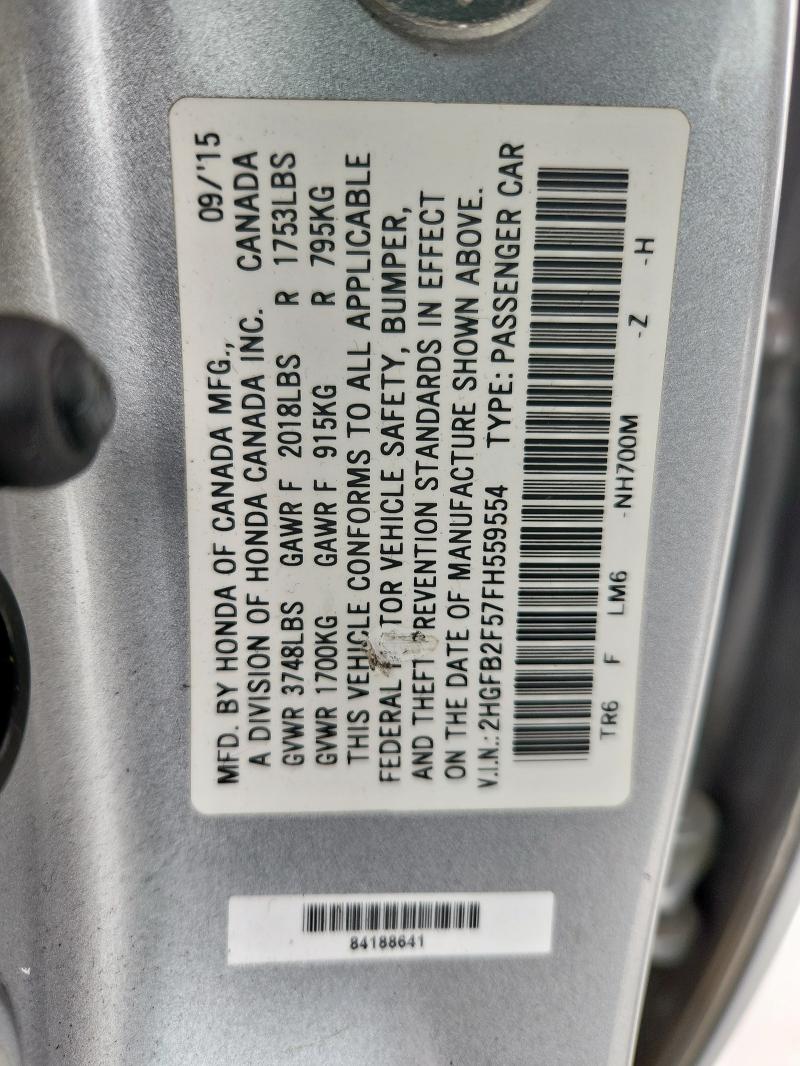 09/'15
MFD. BY HONDA OF CANADA MFG.,
A DIVISION OF HONDA CANADA INC. CANADA
GVWR 3748LBS GAWR F 2018LBS R 1753LBS
GVWR 1700KG GAWR F 915KG R 795KG
THIS VEHICLE CONFORMS TO ALL APPLICABLE
FEDERAL TOR VEHICLE SAFETY, BUMPER,
AND THEFT PREVENTION STANDARDS IN EFFECT
ON THE DATE OF MANUFACTURE SHOWN ABOVE.
V.I.N.: 2HGFB2F57FH559554 TYPE: PASSENGER CAR
TR6 F LM6 -NH700M -Z -H
84188641